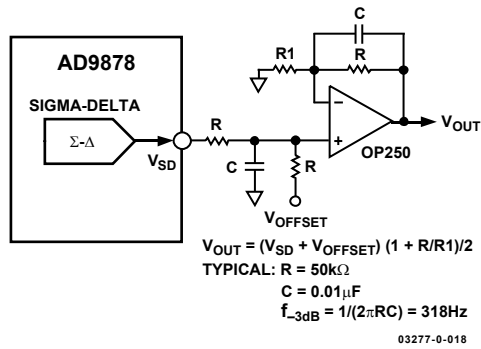 C
R1
R
AD9878
SIGMA-DELTA
Σ-Δ
VSD
R
C
R
–
+
OP250
VOUT
VOFFSET
VOUT = (VSD + VOFFSET) (1 + R/R1)/2
TYPICAL: R = 50kΩ
C = 0.01µF
f–3dB = 1/(2πRC) = 318Hz
03277-0-018